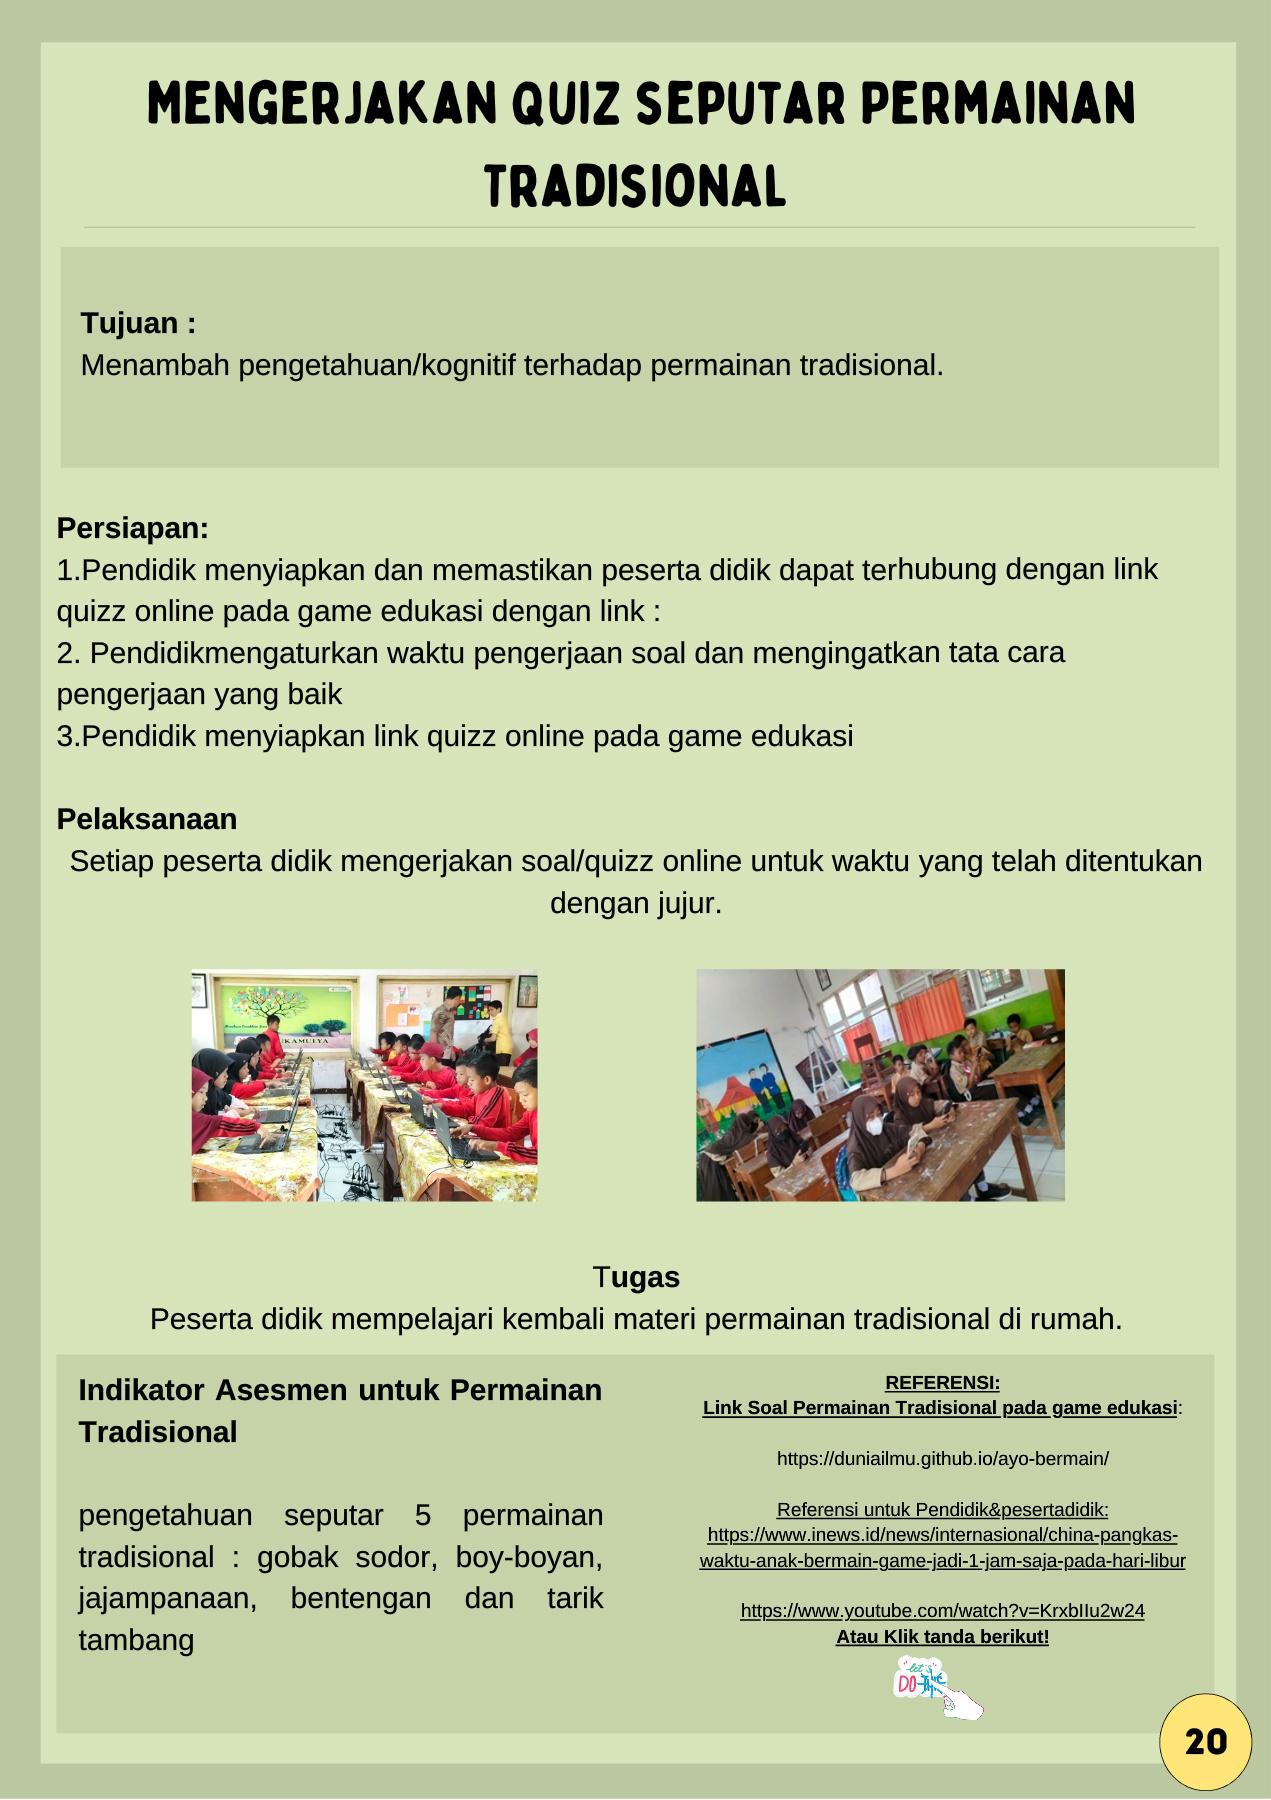 MENGERJAKAN QUIZ SEPUTAR PERMAINAN
TRADISIONAL
Tujuan :
Menambah pengetahuan/kognitif terhadap permainan tradisional.
Persiapan:
1.Pendidik menyiapkan dan memastikan peserta didik dapat terhubung dengan link
quizz online pada game edukasi dengan link :
2. Pendidikmengaturkan waktu pengerjaan soal dan mengingatkan tata cara
pengerjaan yang baik
3.Pendidik menyiapkan link quizz online pada game edukasi
Pelaksanaan
Setiap peserta didik mengerjakan soal/quizz online untuk waktu yang telah ditentukan
dengan jujur.
KAMULYA
Tugas
Peserta didik mempelajari kembali materi permainan tradisional di rumah.
Indikator Asesmen untuk Permainan
Tradisional
pengetahuan seputar 5 permainan
tradisional : gobak sodor, boy-boyan,
jajampanaan, bentengan dan tarik
tambang
REFERENSI:
Link Soal Permainan Tradisional pada game edukasi:
https://duniailmu.github.io/ayo-bermain/
Referensi untuk Pendidik&pesertadidik:
https://www.inews.id/news/internasional/china-pangkas-
waktu-anak-bermain-game-jadi-1-jam-saja-pada-hari-libur
https://www.youtube.com/watch?v=KrxbIIu2w24
Atau Klik tanda berikut!
"let's
DO
20